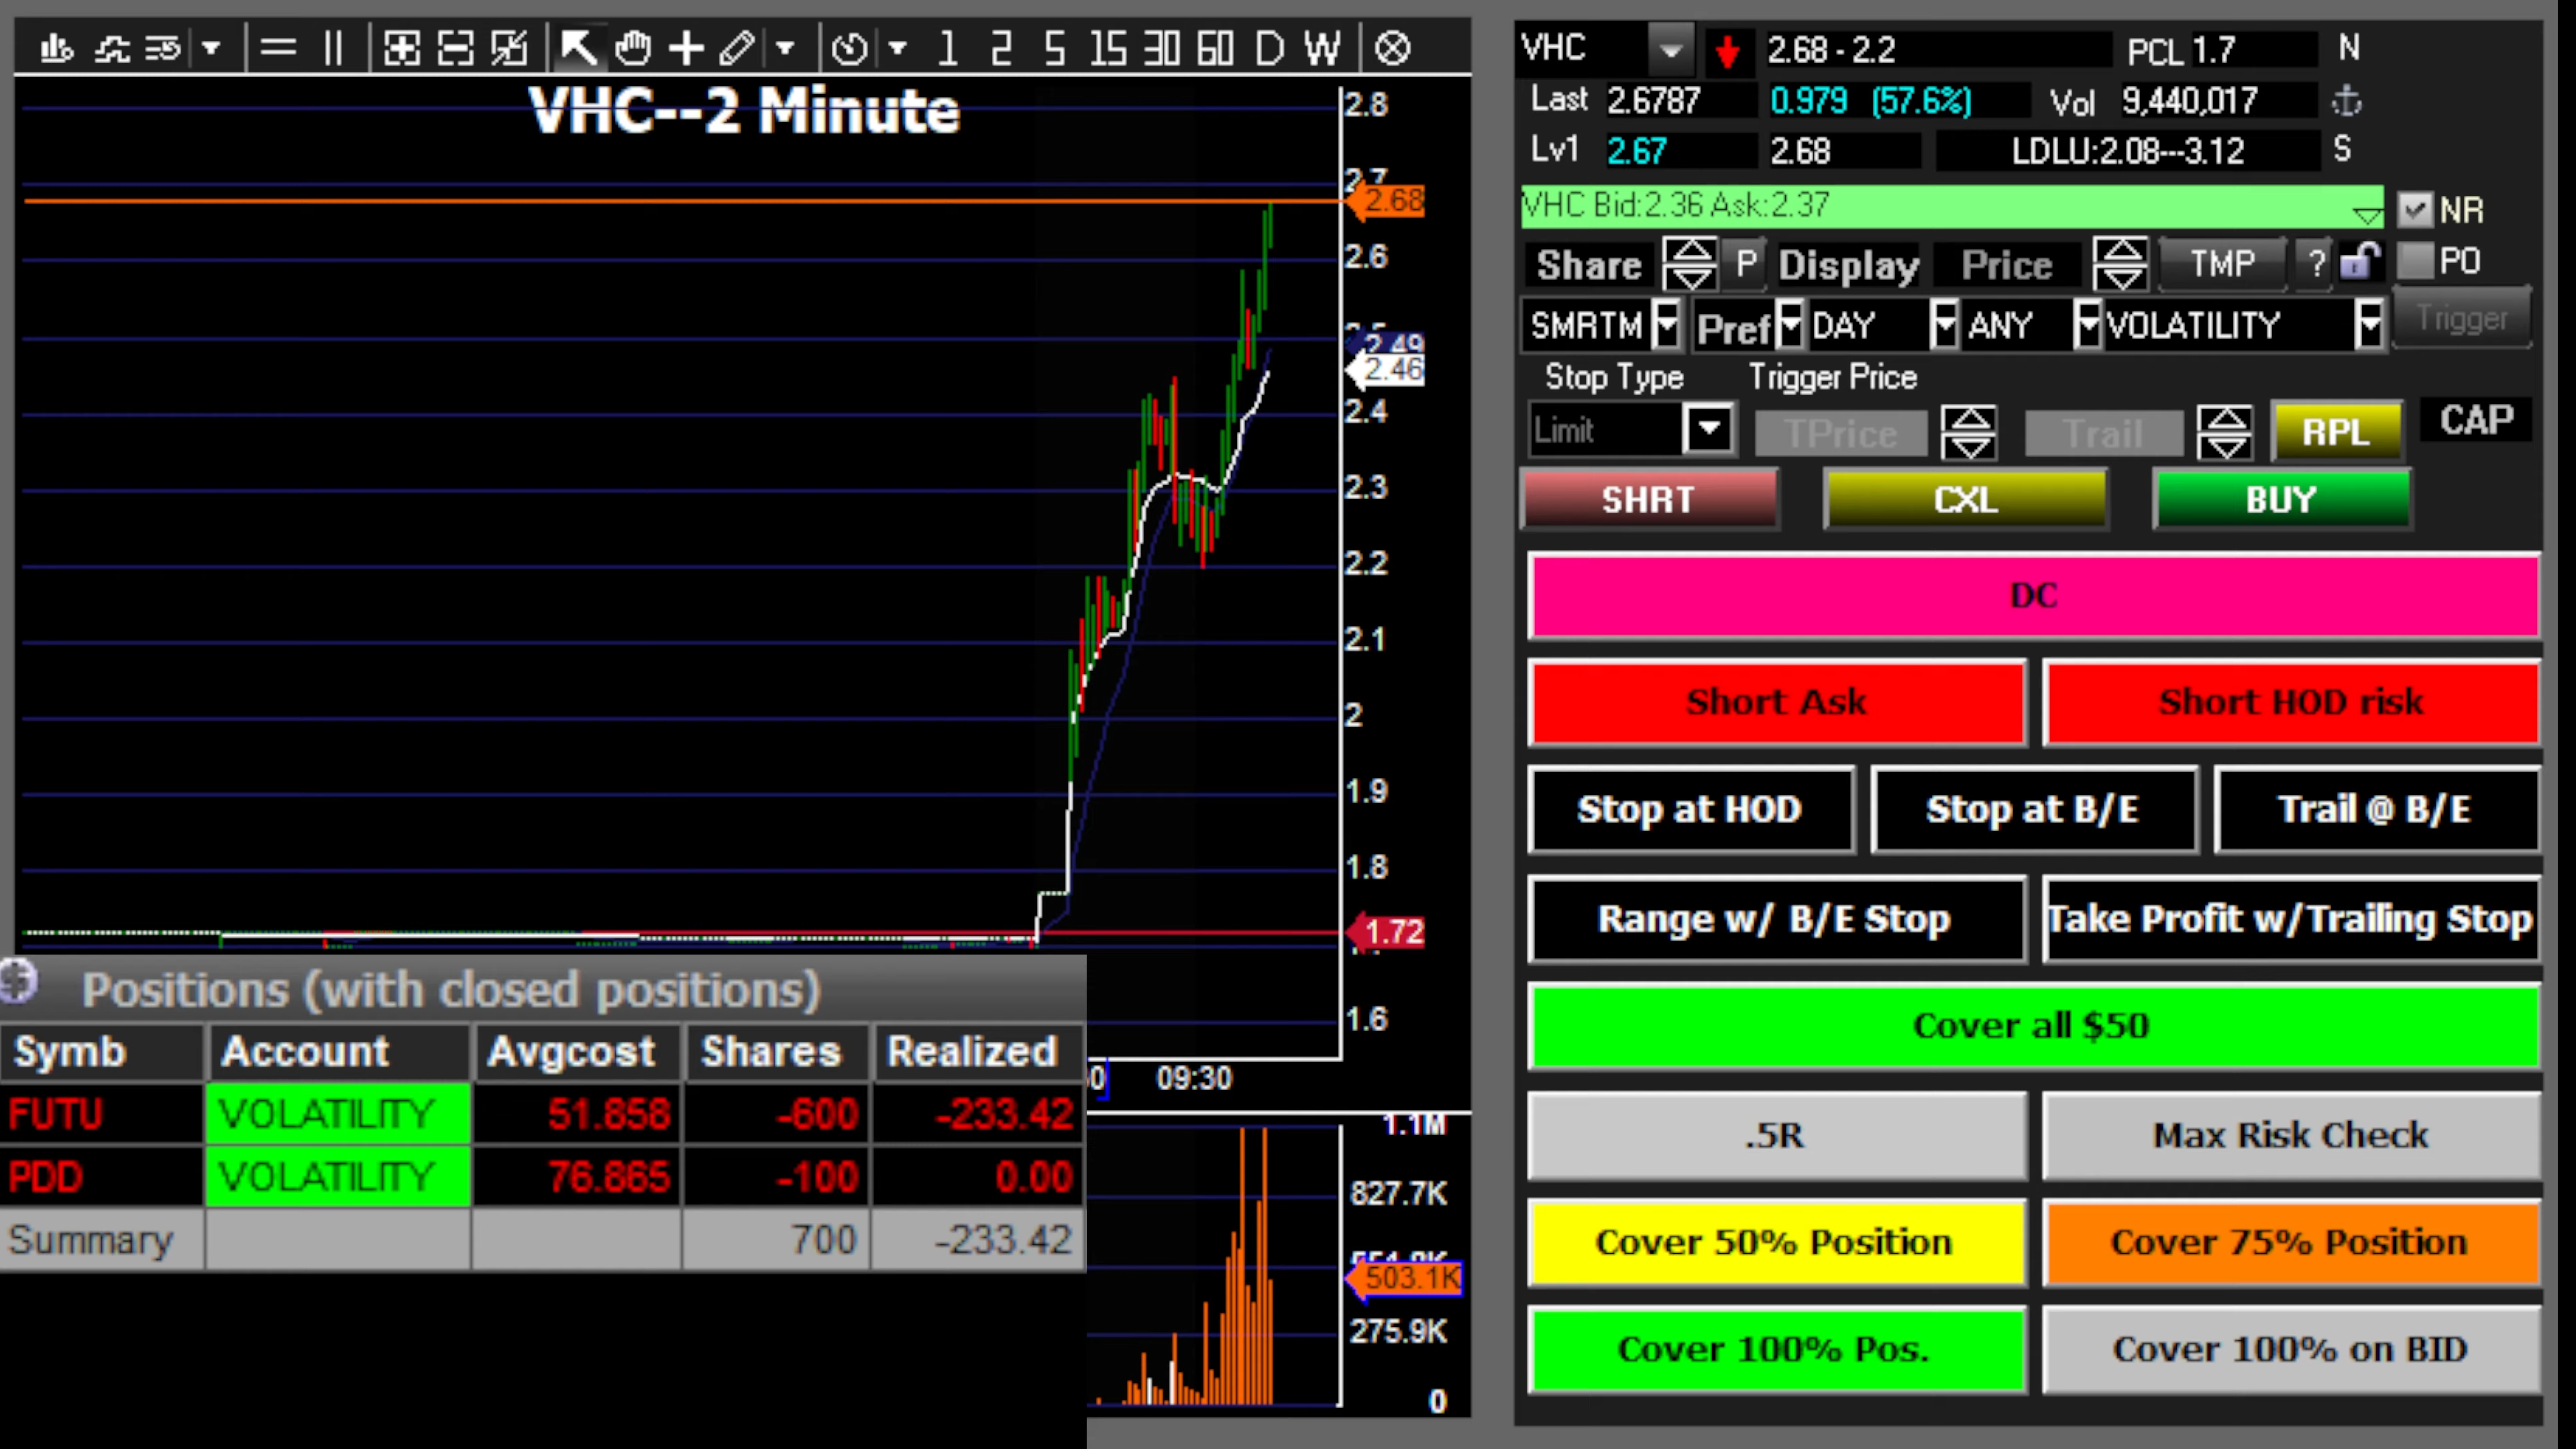 1 2 5 15 30 60 D W
VHC--2 Minute
2.8
2.7
2.68
2.6
2.49
2.46
2.4
2.3
2.2
2.1
2
1.9
1.8
1.72
1.6
09:30
1.1M
827.7K
503.1K
275.9K
0
Positions (with closed positions)
Symb Account Avgcost Shares Realized
FUTU VOLATILITY 51.858 -600 -233.42
PDD VOLATILITY 76.865 -100 0.00
Summary 700 -233.42
VHC 2.68 - 2.2 PCL 1.7 N
Last 2.6787 0.979 (57.6%) Vol 9,440,017
Lv1 2.67 2.68 LDLU:2.08---3.12 S
VHC Bid:2.36 Ask:2.37 NR
Share P Display Price TMP ? PO
SMRTM Pref DAY ANY VOLATILITY Trigger
Stop Type Trigger Price
Limit TPrice Trail RPL CAP
SHRT CXL BUY
DC
Short Ask Short HOD risk
Stop at HOD Stop at B/E Trail @ B/E
Range w/ B/E Stop Take Profit w/Trailing Stop
Cover all $50
.5R Max Risk Check
Cover 50% Position Cover 75% Position
Cover 100% Pos. Cover 100% on BID